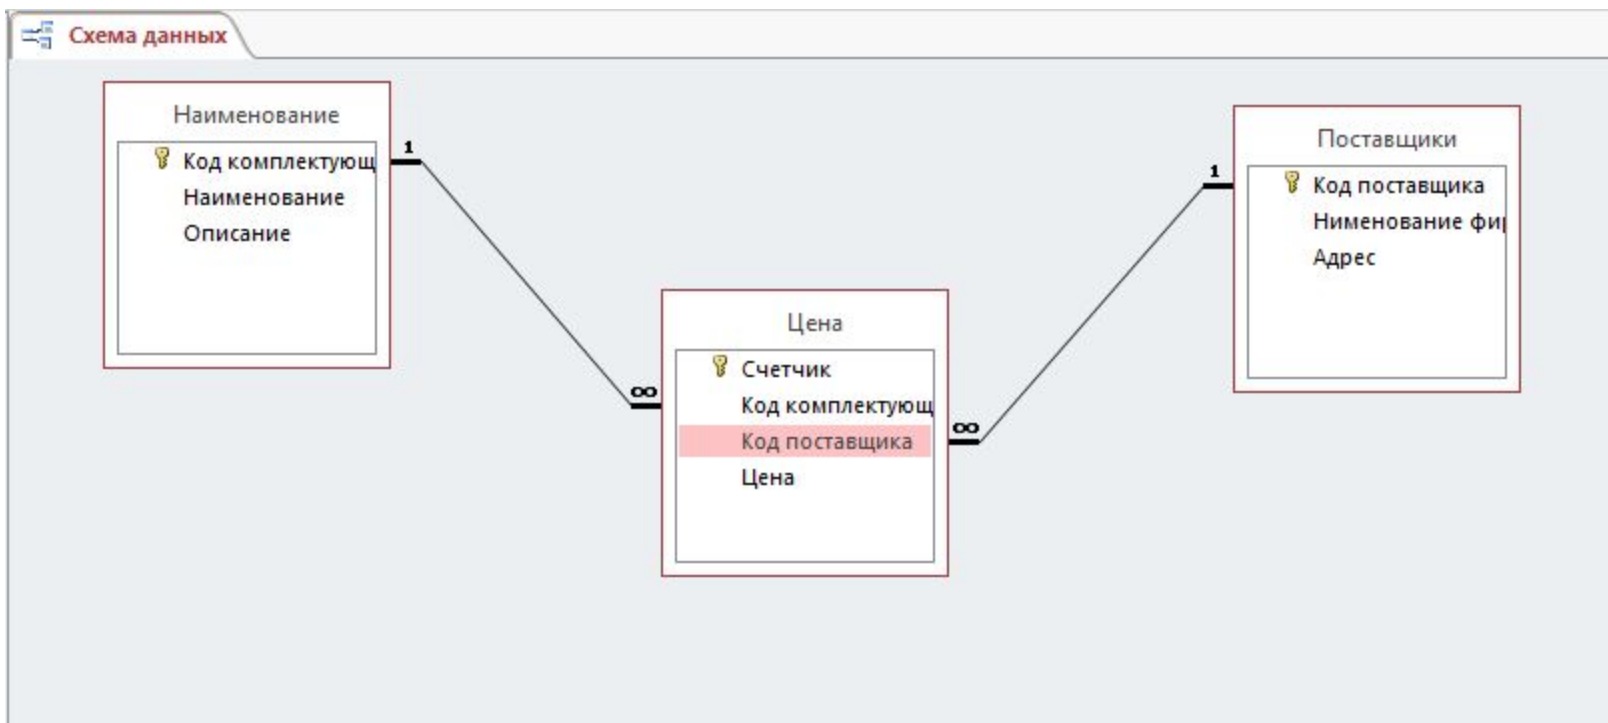 Схема данных
Наименование
Код комплектующ
Наименование
Описание
1
∞
Цена
Счетчик
Код комплектующ
Код поставщика
Цена
∞
1
Поставщики
Код поставщика
Нименование фир
Адрес